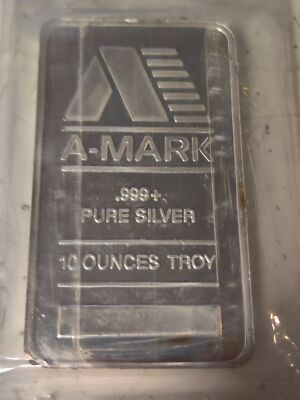 A-MARK
.999+
PURE SILVER
10 OUNCES TROY